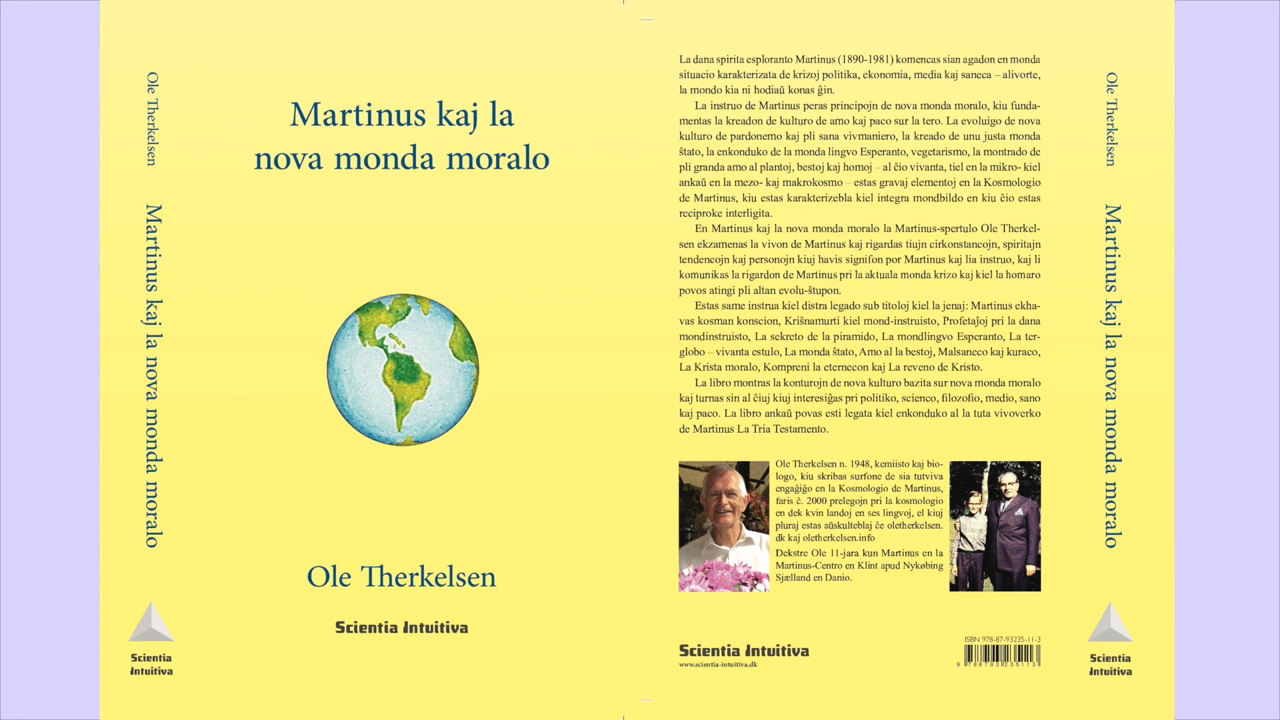 Ole Therkelsen
Martinus kaj la nova monda moralo
Scientia
Intuitiva
Martinus kaj la
nova monda moralo
Ole Therkelsen
Scientia Intuitiva
La dana spirita esploranto Martinus (1890-1981) komencas sian agadon en monda
situacio karakterizata de krizoj politika, ekonomia, media kaj saneca – alivorte,
la mondo kia ni hodiaŭ konas ĝin.
La instruo de Martinus peras principojn de nova monda moralo, kiu funda-
mentas la kreadon de kulturo de amo kaj paco sur la tero. La evoluigo de nova
kulturo de pardonemo kaj pli sana vivmaniero, la kreado de unu justa monda
ŝtato, la enkonduko de la monda lingvo Esperanto, vegetarismo, la montrado de
pli granda amo al plantoj, bestoj kaj homoj – al ĉio vivanta, tiel en la mikro- kiel
ankaŭ en la mezo- kaj makrokosmo – estas gravaj elementoj en la Kosmologio
de Martinus, kiu estas karakterizebla kiel integra mondbildo en kiu ĉio estas
reciproke interligita.
En Martinus kaj la nova monda moralo la Martinus-spertulo Ole Therkel-
sen ekzamenas la vivon de Martinus kaj rigardas tiujn cirkonstancojn, spiritajn
tendencojn kaj personojn kiuj havis signifon por Martinus kaj lia instruo, kaj li
komunikas la rigardon de Martinus pri la aktuala monda krizo kaj kiel la homaro
povos atingi pli altan evolu-ŝtupon.
Estas same instrua kiel distra legado sub titoloj kiel la jenaj: Martinus ekha-
vas kosman konscion, Kriŝnamurti kiel mond-instruisto, Profetaĵoj pri la dana
mondinstruisto, La sekreto de la piramido, La mondlingvo Esperanto, La ter-
globo – vivanta estulo, La monda ŝtato, Amo al la bestoj, Malsaneco kaj kuraco,
La Krista moralo, Kompreni la eternecon kaj La reveno de Kristo.
La libro montras la konturojn de nova kulturo bazita sur nova monda moralo
kaj turnas sin al ĉiuj kiuj interesiĝas pri politiko, scienco, filozofio, medio, sano
kaj paco. La libro ankaŭ povas esti legata kiel enkonduko al la tuta vivoverko
de Martinus La Tria Testamento.
Ole Therkelsen n. 1948, kemiisto kaj bio-
logo, kiu skribas surfone de sia tutviva
engaĝiĝo en la Kosmologio de Martinus,
faris ĉ. 2000 prelegojn pri la kosmologio
en dek kvin landoj en ses lingvoj, el kiuj
pluraj estas aŭskulteblaj ĉe oletherkelsen.
dk kaj oletherkelsen.info
Dekstre Ole 11-jara kun Martinus en la
Martinus-Centro en Klint apud Nykøbing
Sjælland en Danio.
Scientia Intuitiva
www.scientia-intuitiva.dk
ISBN 978-87-93235-11-3
9 788793 235113
Ole Therkelsen
Martinus kaj la nova monda moralo
Scientia
Intuitiva